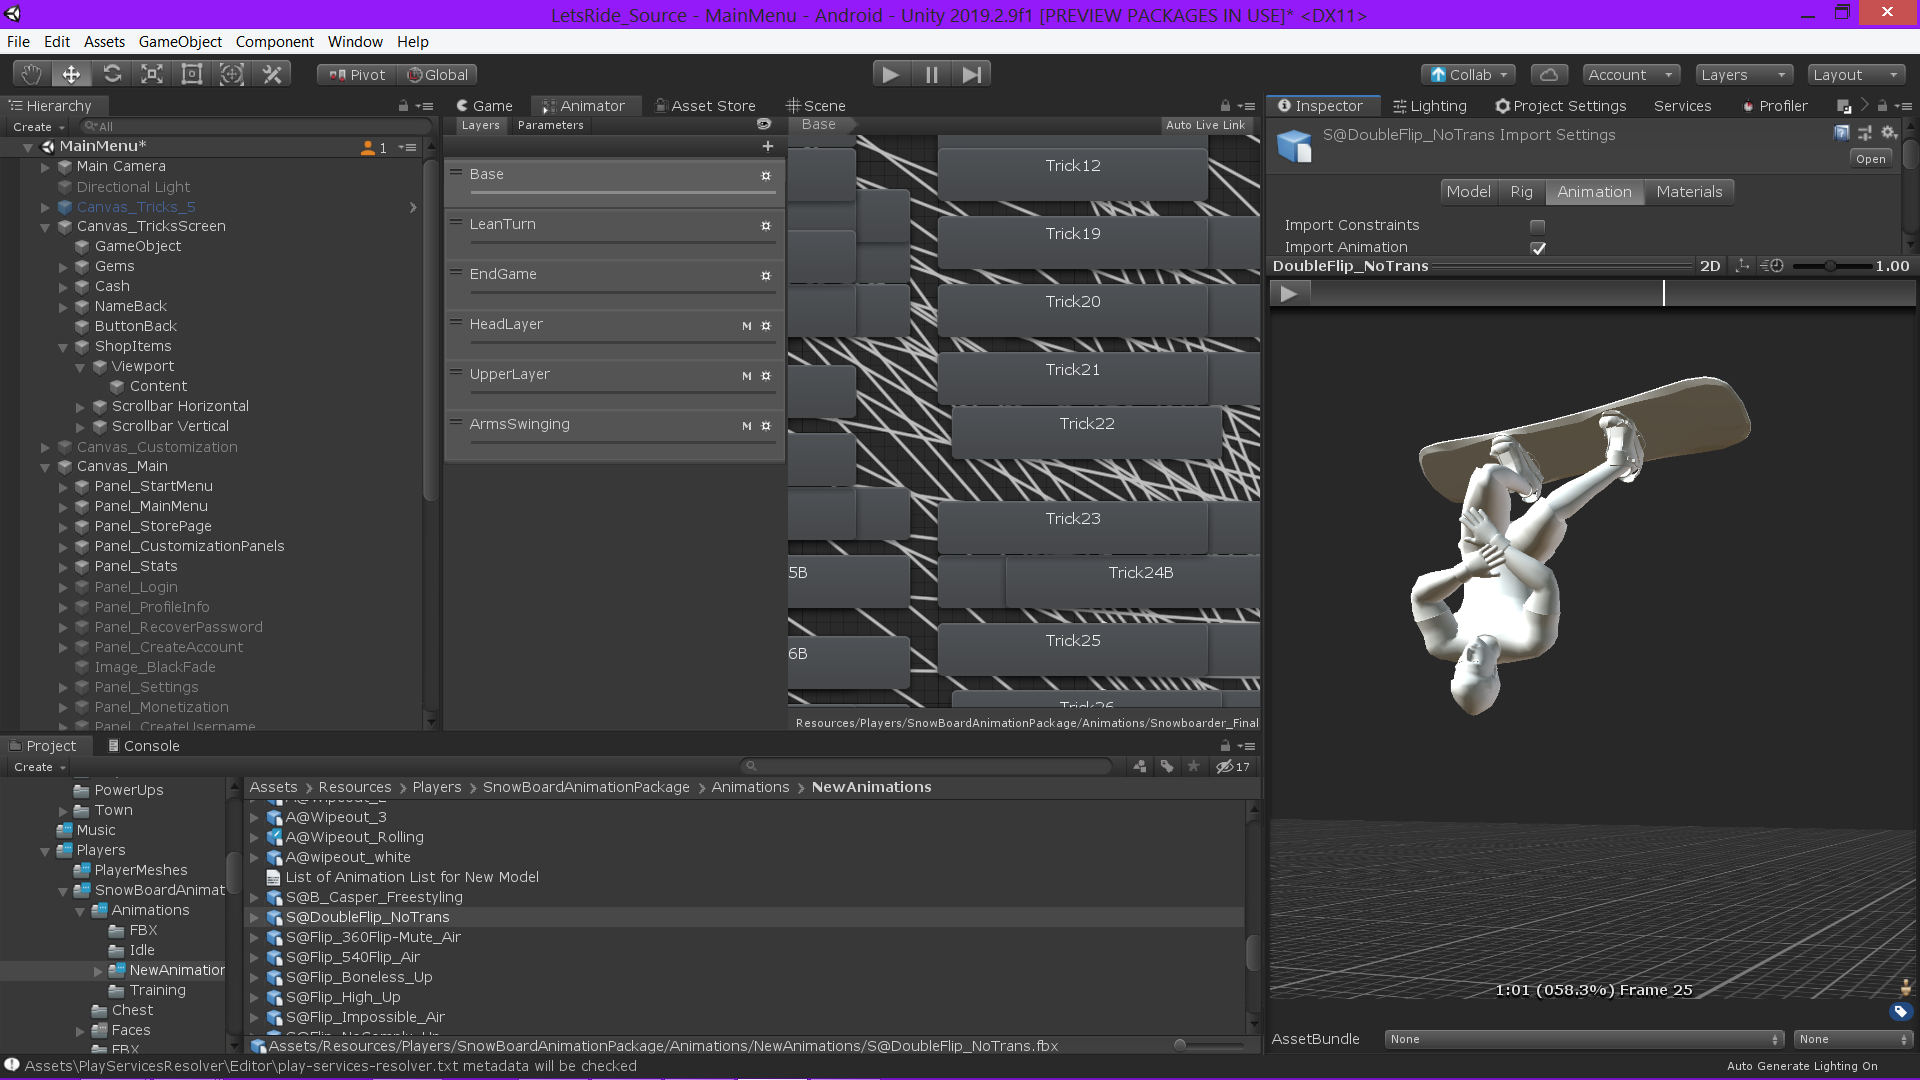 LetsRide_Source - MainMenu - Android - Unity 2019.2.9f1 [PREVIEW PACKAGES IN USE]* <DX11>
File Edit Assets GameObject Component Window Help
Pivot Global Collab Account Layers Layout
Hierarchy
Create All
MainMenu* 1
Main Camera
Directional Light
Canvas_Tricks_5
Canvas_TricksScreen
GameObject
Gems
Cash
NameBack
ButtonBack
ShopItems
Viewport
Content
Scrollbar Horizontal
Scrollbar Vertical
Canvas_Customization
Canvas_Main
Panel_StartMenu
Panel_MainMenu
Panel_StorePage
Panel_CustomizationPanels
Panel_Stats
Panel_Login
Panel_ProfileInfo
Panel_RecoverPassword
Panel_CreateAccount
Image_BlackFade
Panel_Settings
Panel_Monetization
Panel_CreateUsername
Game Animator Asset Store Scene
Layers Parameters Base Auto Live Link
Base
LeanTurn
EndGame
HeadLayer M
UpperLayer M
ArmsSwinging M
Trick12
Trick19
Trick20
Trick21
Trick22
Trick23
5B Trick24B
Trick25
6B
Trick26
Resources/Players/SnowBoardAnimationPackage/Animations/Snowboarder_Final
Inspector Lighting Project Settings Services Profiler
S@DoubleFlip_NoTrans Import Settings
Open
Model Rig Animation Materials
Import Constraints
Import Animation
DoubleFlip_NoTrans 2D 1.00
1:01 (058.3%) Frame 25
AssetBundle None None
Project Console
Create 17
PowerUps
Town
Music
Players
PlayerMeshes
SnowBoardAnimat
Animations
FBX
Idle
NewAnimation
Training
Chest
Faces
FBX
Assets Resources Players SnowBoardAnimationPackage Animations NewAnimations
A@Wipeout_2
A@Wipeout_3
A@Wipeout_Rolling
A@wipeout_white
List of Animation List for New Model
S@B_Casper_Freestyling
S@DoubleFlip_NoTrans
S@Flip_360Flip-Mute_Air
S@Flip_540Flip_Air
S@Flip_Boneless_Up
S@Flip_High_Up
S@Flip_Impossible_Air
S@Flip_NoComply_Up
Assets/Resources/Players/SnowBoardAnimationPackage/Animations/NewAnimations/S@DoubleFlip_NoTrans.fbx
Assets\PlayServicesResolver\Editor\play-services-resolver.txt metadata will be checked
Auto Generate Lighting On